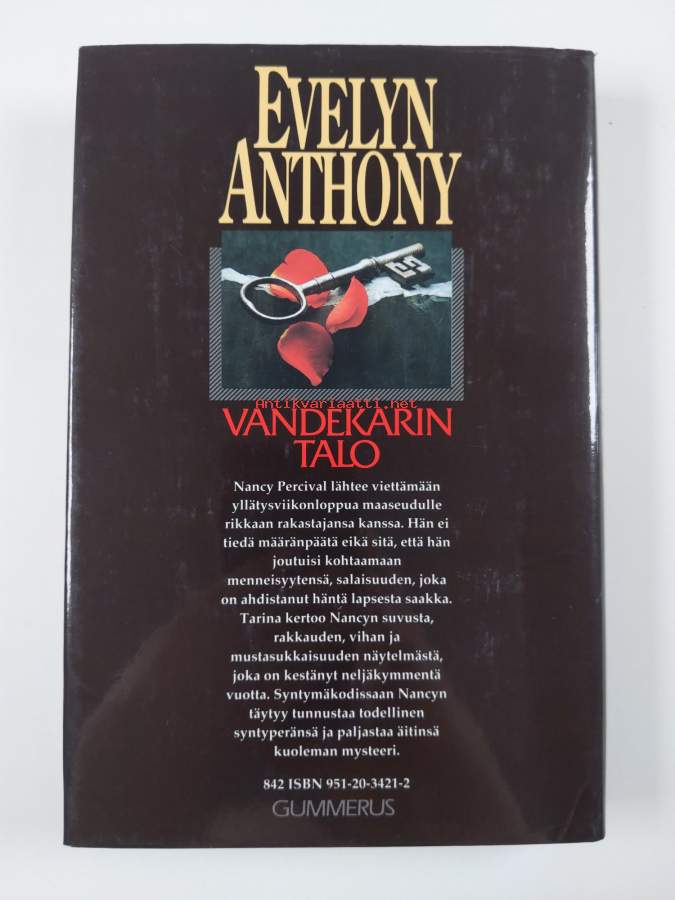 EVELYN
ANTHONY
Antikvariaatti.net
VANDEKARIN
TALO
Nancy Percival lähtee viettämään
yllätysviikonloppua maaseudulle
rikkaan rakastajansa kanssa. Hän ei
tiedä määränpäätä eikä sitä, että hän
joutuisi kohtaamaan
menneisyytensä, salaisuuden, joka
on ahdistanut häntä lapsesta saakka.
Tarina kertoo Nancyn suvusta,
rakkauden, vihan ja
mustasukkaisuuden näytelmästä,
joka on kestänyt neljäkymmentä
vuotta. Syntymäkodissaan Nancyn
täytyy tunnustaa todellinen
syntyperänsä ja paljastaa äitinsä
kuoleman mysteeri.
842 ISBN 951-20-3421-2
GUMMERUS